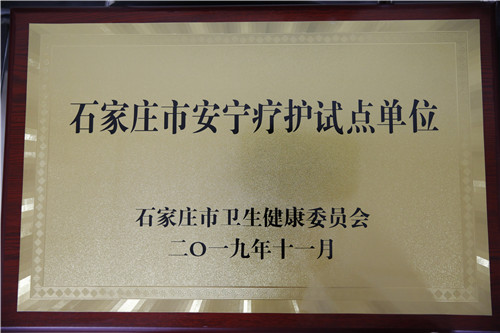 石家庄市安宁疗护试点单位
石家庄市卫生健康委员会
二〇一九年十一月